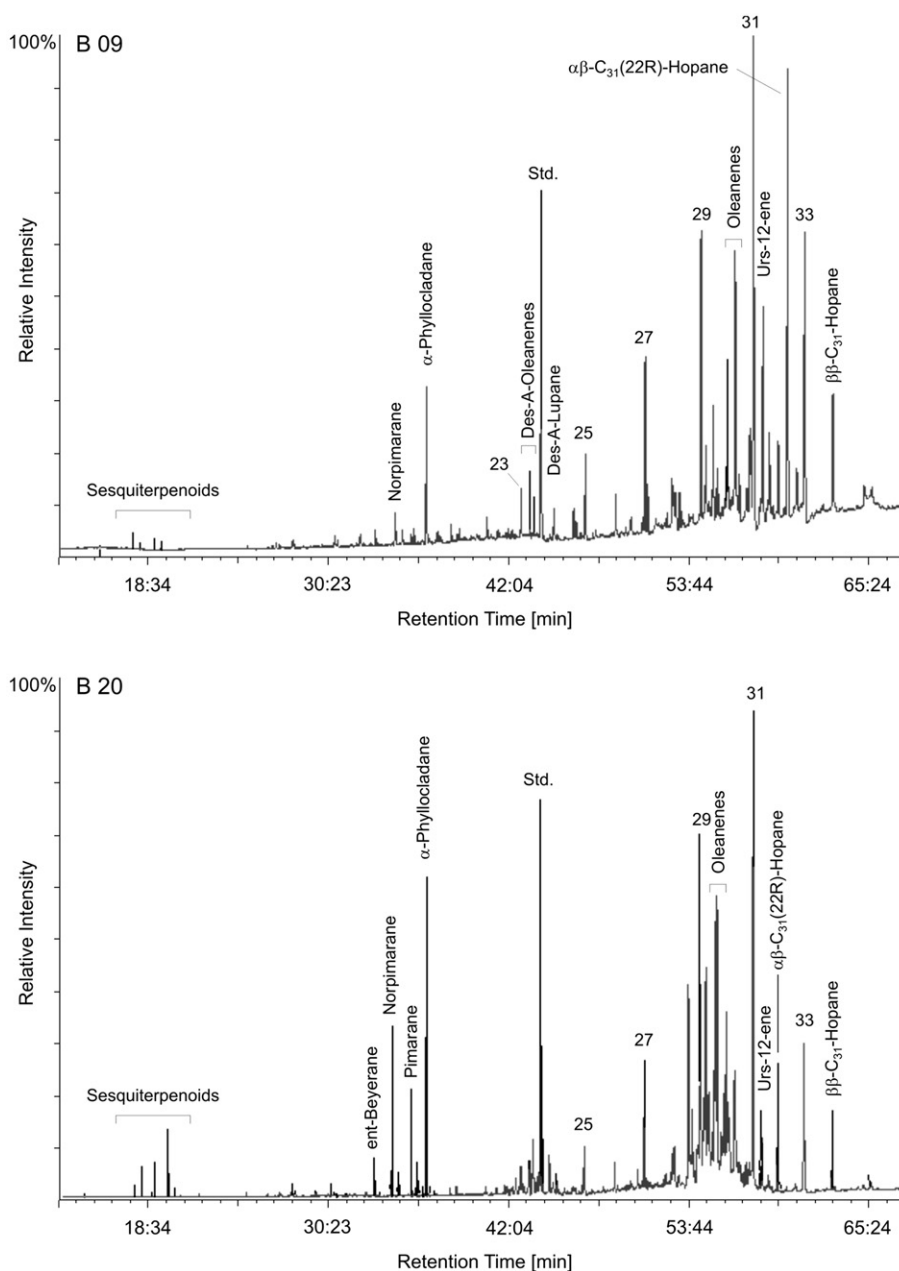 100%
B 09
31
αβ-C31(22R)-Hopane
Std.
29
Oleanenes
Urs-12-ene
33
α-Phyllocladane
27
ββ-C31-Hopane
Des-A-Oleanenes
Des-A-Lupane
25
Norpimarane
23
Sesquiterpenoids
Relative Intensity
18:34 30:23 42:04 53:44 65:24
Retention Time [min]
100%
B 20
31
Std.
29
Oleanenes
α-Phyllocladane
αβ-C31(22R)-Hopane
Norpimarane
Pimarane
27
Urs-12-ene
33
ββ-C31-Hopane
ent-Beyerane
Sesquiterpenoids
25
Relative Intensity
18:34 30:23 42:04 53:44 65:24
Retention Time [min]